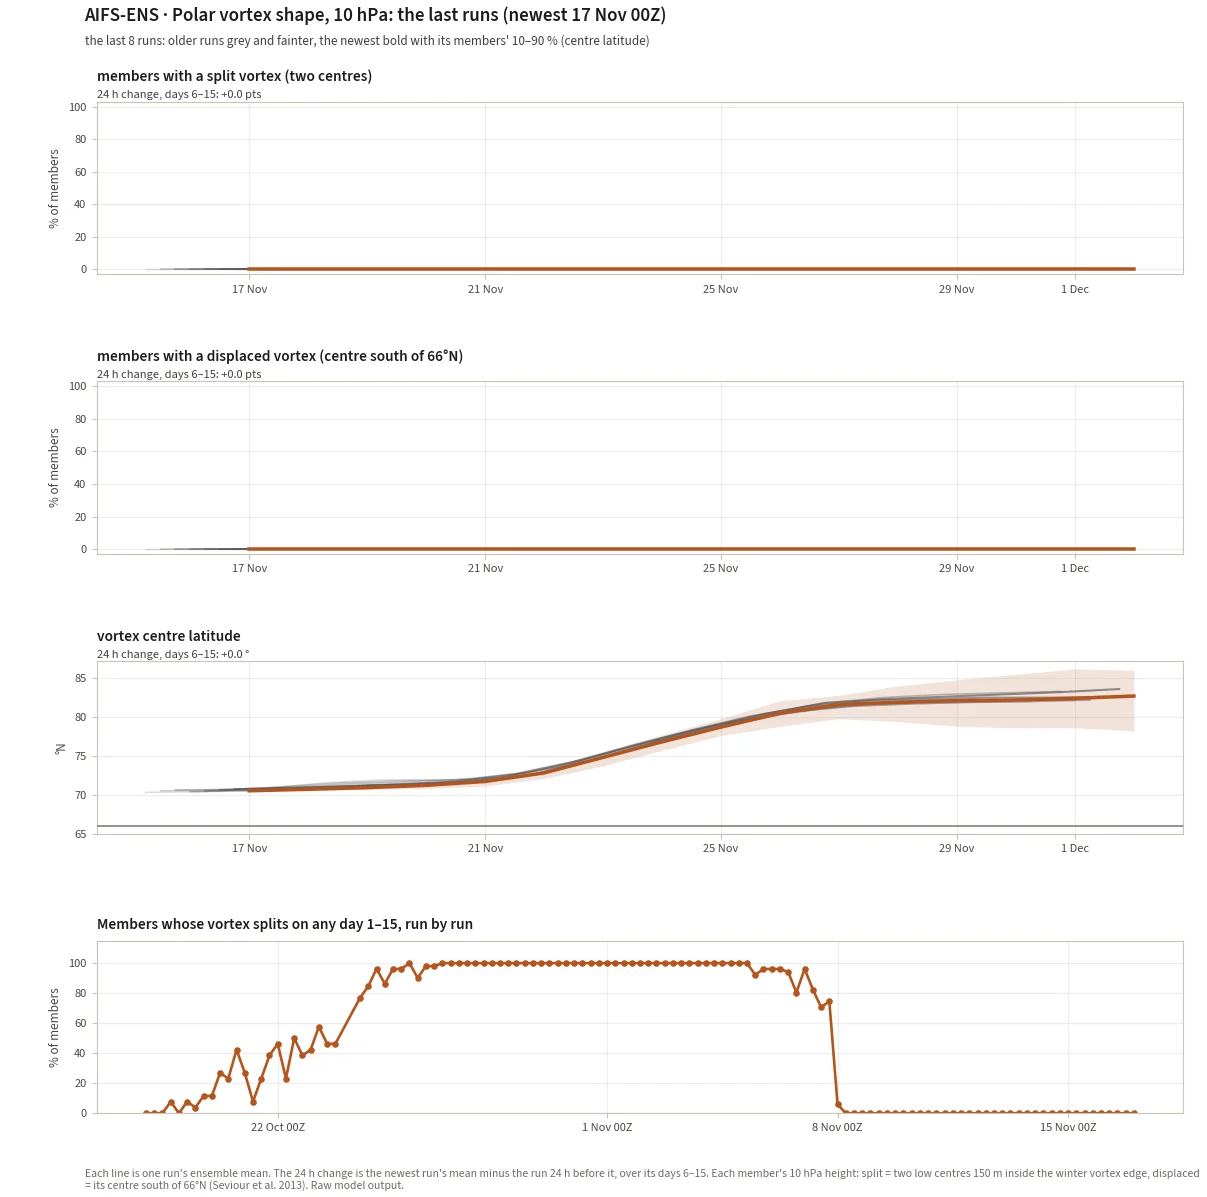 AIFS-ENS · Polar vortex shape, 10 hPa: the last runs (newest 17 Nov 00Z)
the last 8 runs: older runs grey and fainter, the newest bold with its members' 10–90 % (centre latitude)
members with a split vortex (two centres)
24 h change, days 6–15: +0.0 pts
100
80
60
40
20
0
% of members
17 Nov 21 Nov 25 Nov 29 Nov 1 Dec
members with a displaced vortex (centre south of 66°N)
24 h change, days 6–15: +0.0 pts
100
80
60
40
20
0
% of members
17 Nov 21 Nov 25 Nov 29 Nov 1 Dec
vortex centre latitude
24 h change, days 6–15: +0.0 °
85
80
75
70
65
°N
17 Nov 21 Nov 25 Nov 29 Nov 1 Dec
Members whose vortex splits on any day 1–15, run by run
100
80
60
40
20
0
% of members
22 Oct 00Z 1 Nov 00Z 8 Nov 00Z 15 Nov 00Z
Each line is one run's ensemble mean. The 24 h change is the newest run's mean minus the run 24 h before it, over its days 6–15. Each member's 10 hPa height: split = two low centres 150 m inside the winter vortex edge, displaced
= its centre south of 66°N (Seviour et al. 2013). Raw model output.